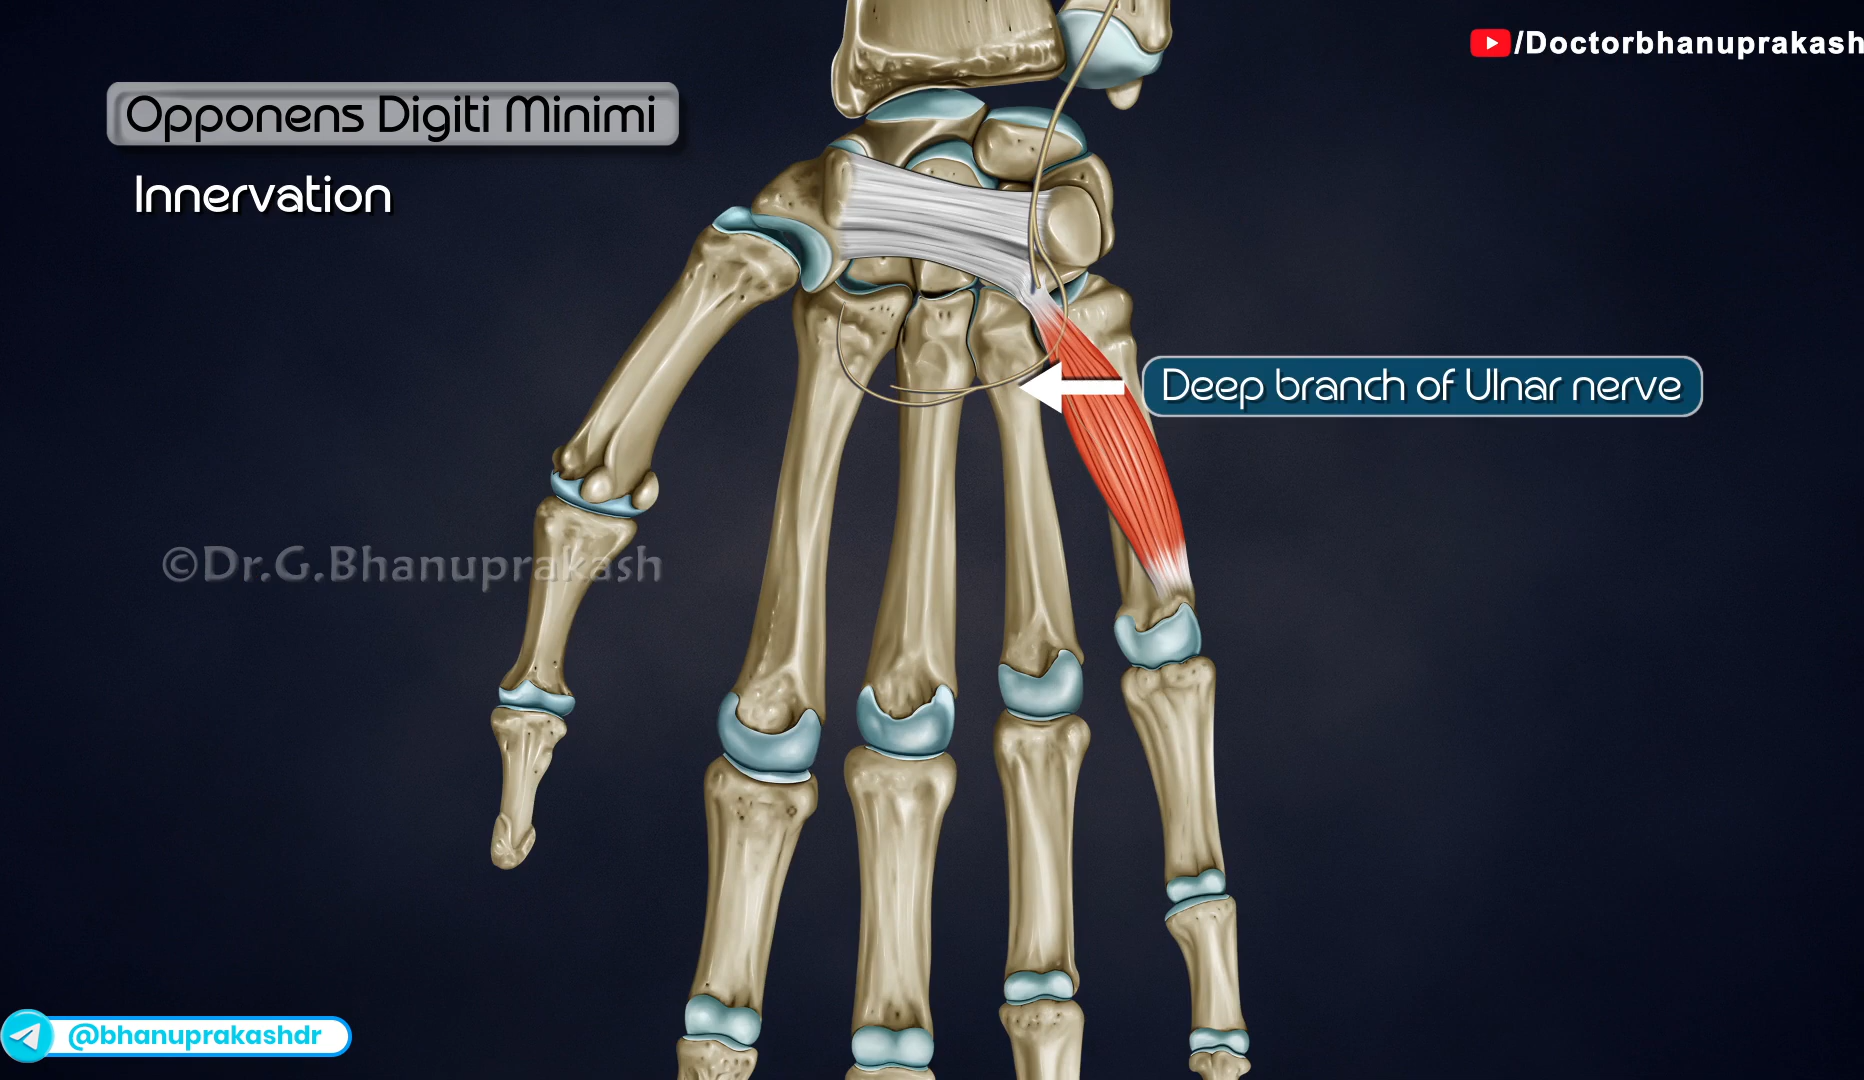 /Doctorbhanuprakash
Opponens Digiti Minimi
Innervation
Deep branch of Ulnar nerve
©Dr.G.Bhanuprakash
@bhanuprakashdr